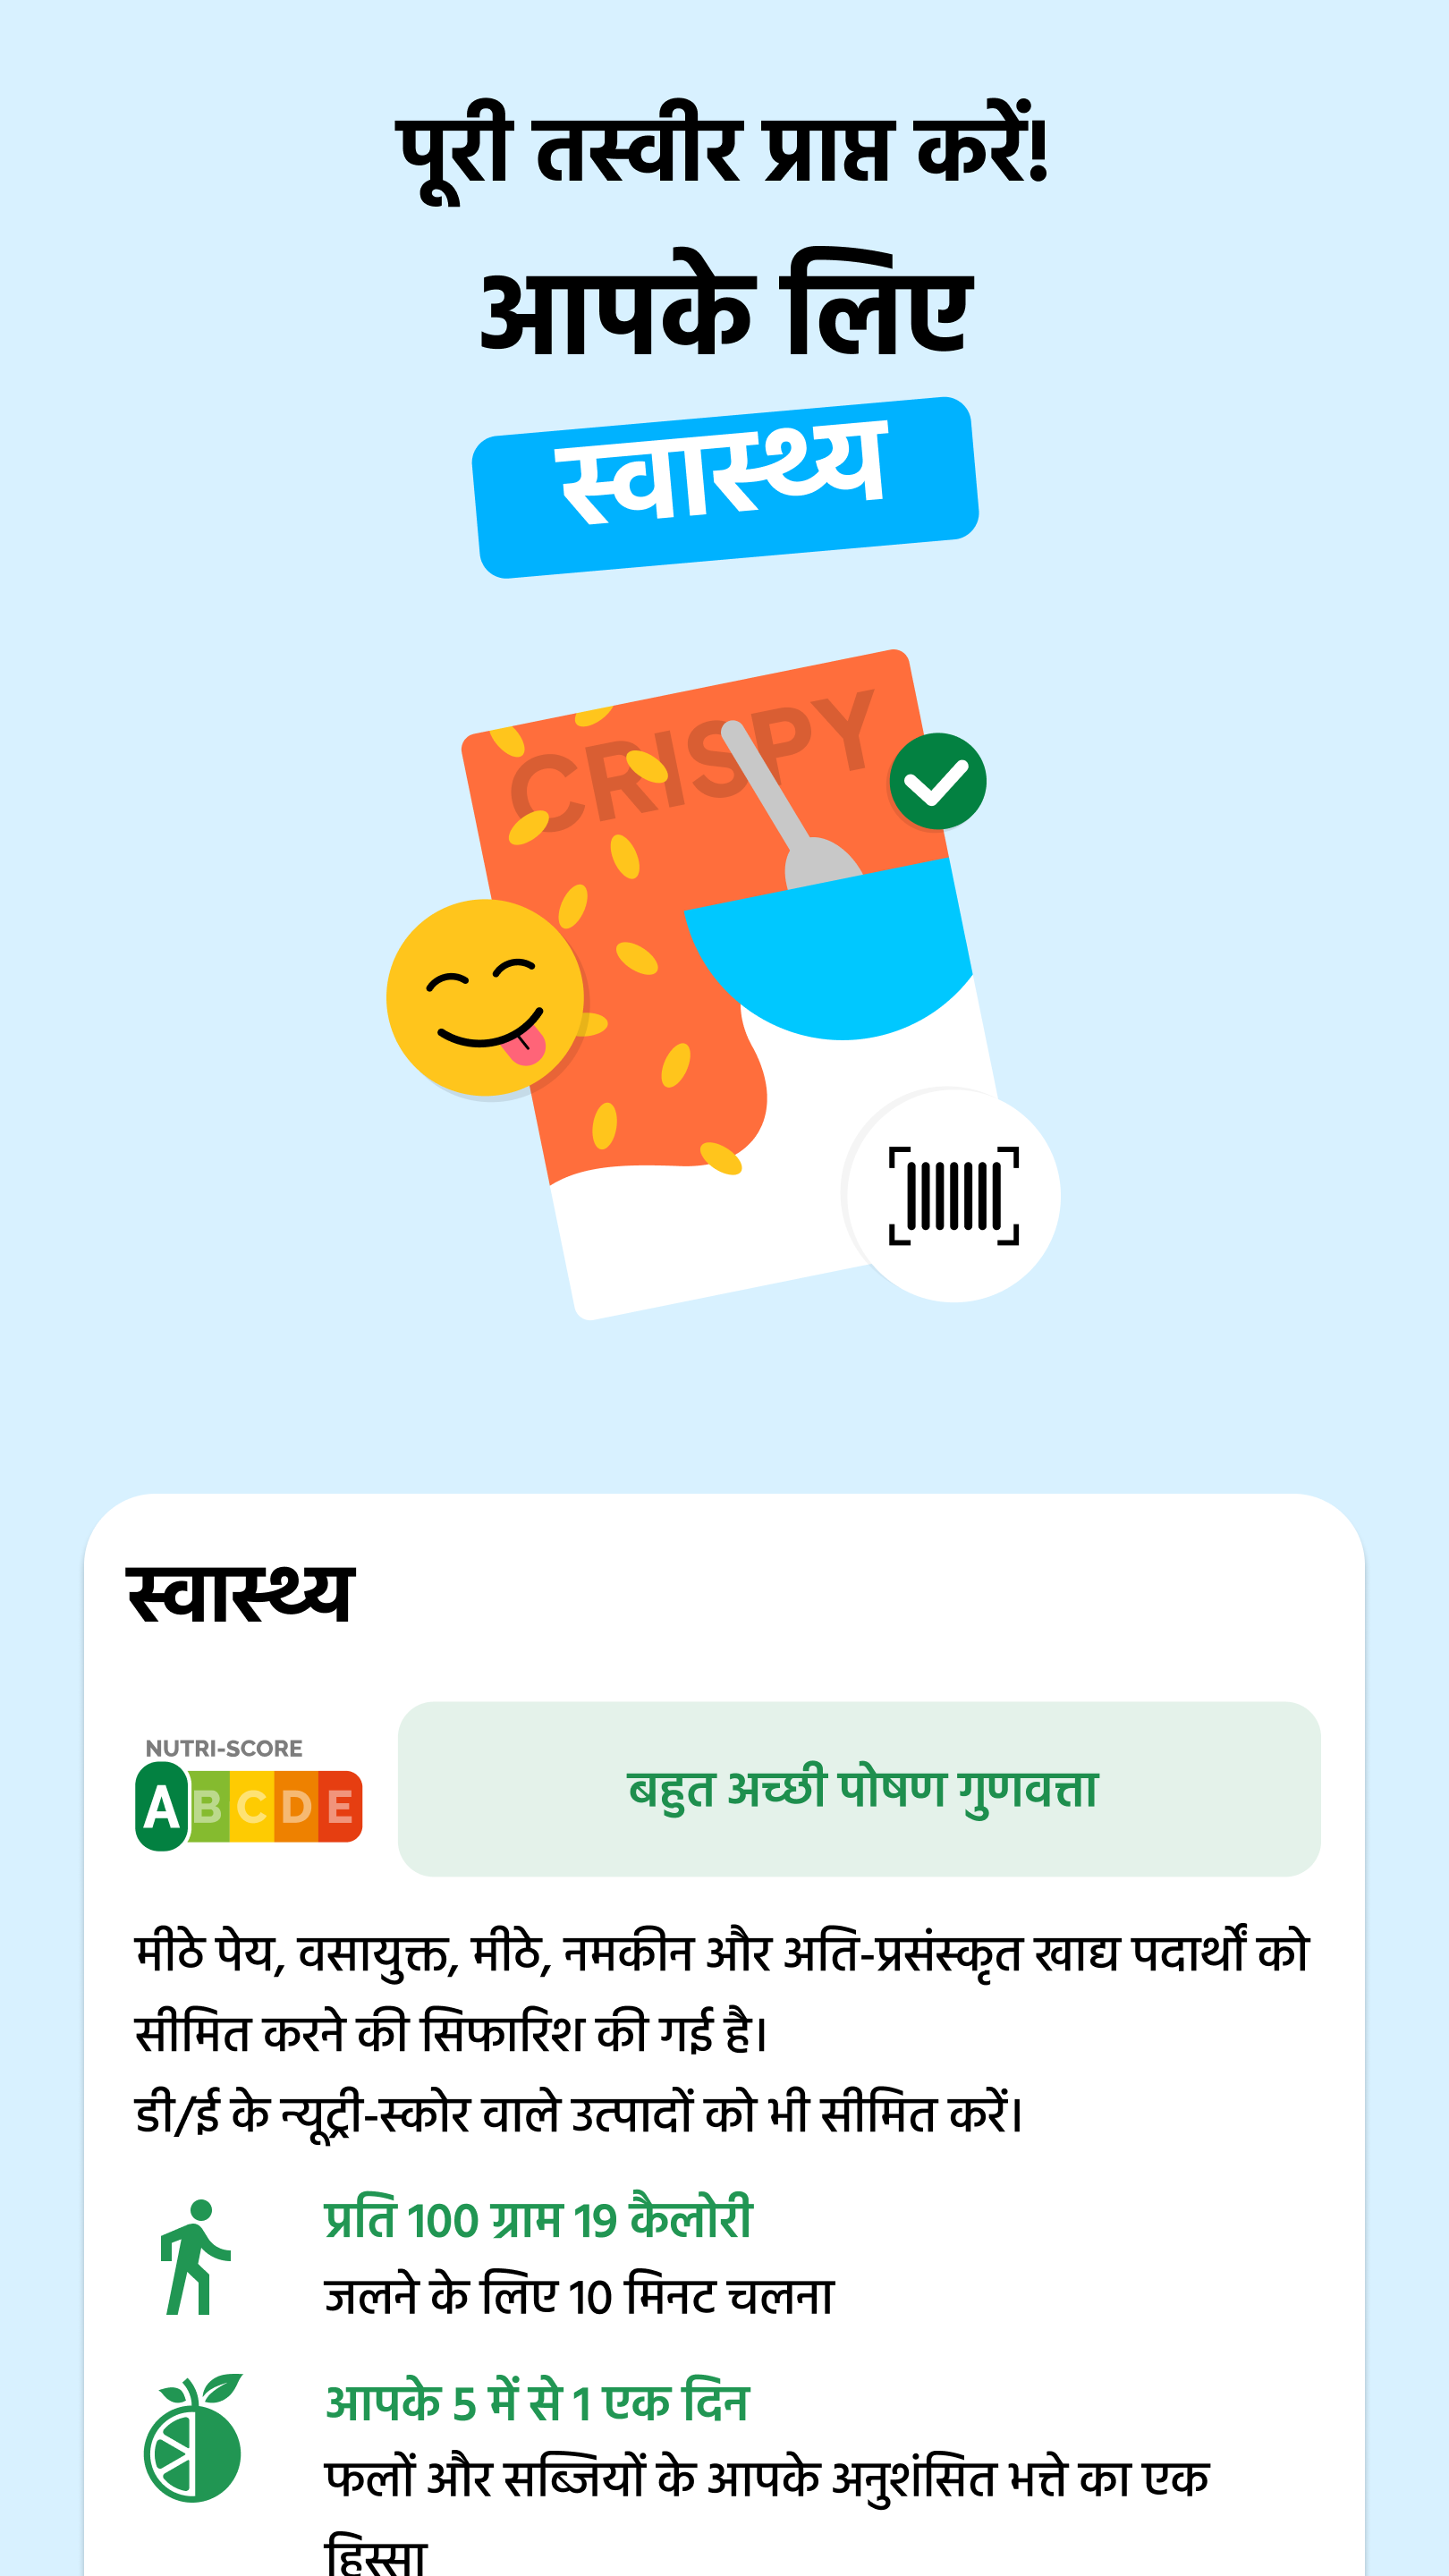 पूरी तस्वीर प्राप्त करें!
आपके लिए
स्वास्थ्य
CRISPY
स्वास्थ्य
NUTRI-SCORE
A B C D E
बहुत अच्छी पोषण गुणवत्ता
मीठे पेय, वसायुक्त, मीठे, नमकीन और अति-प्रसंस्कृत खाद्य पदार्थों को
सीमित करने की सिफारिश की गई है।
डी/ई के न्यूट्री-स्कोर वाले उत्पादों को भी सीमित करें।
प्रति 100 ग्राम 19 कैलोरी
जलने के लिए 10 मिनट चलना
आपके 5 में से 1 एक दिन
फलों और सब्जियों के आपके अनुशंसित भत्ते का एक
हिस्सा